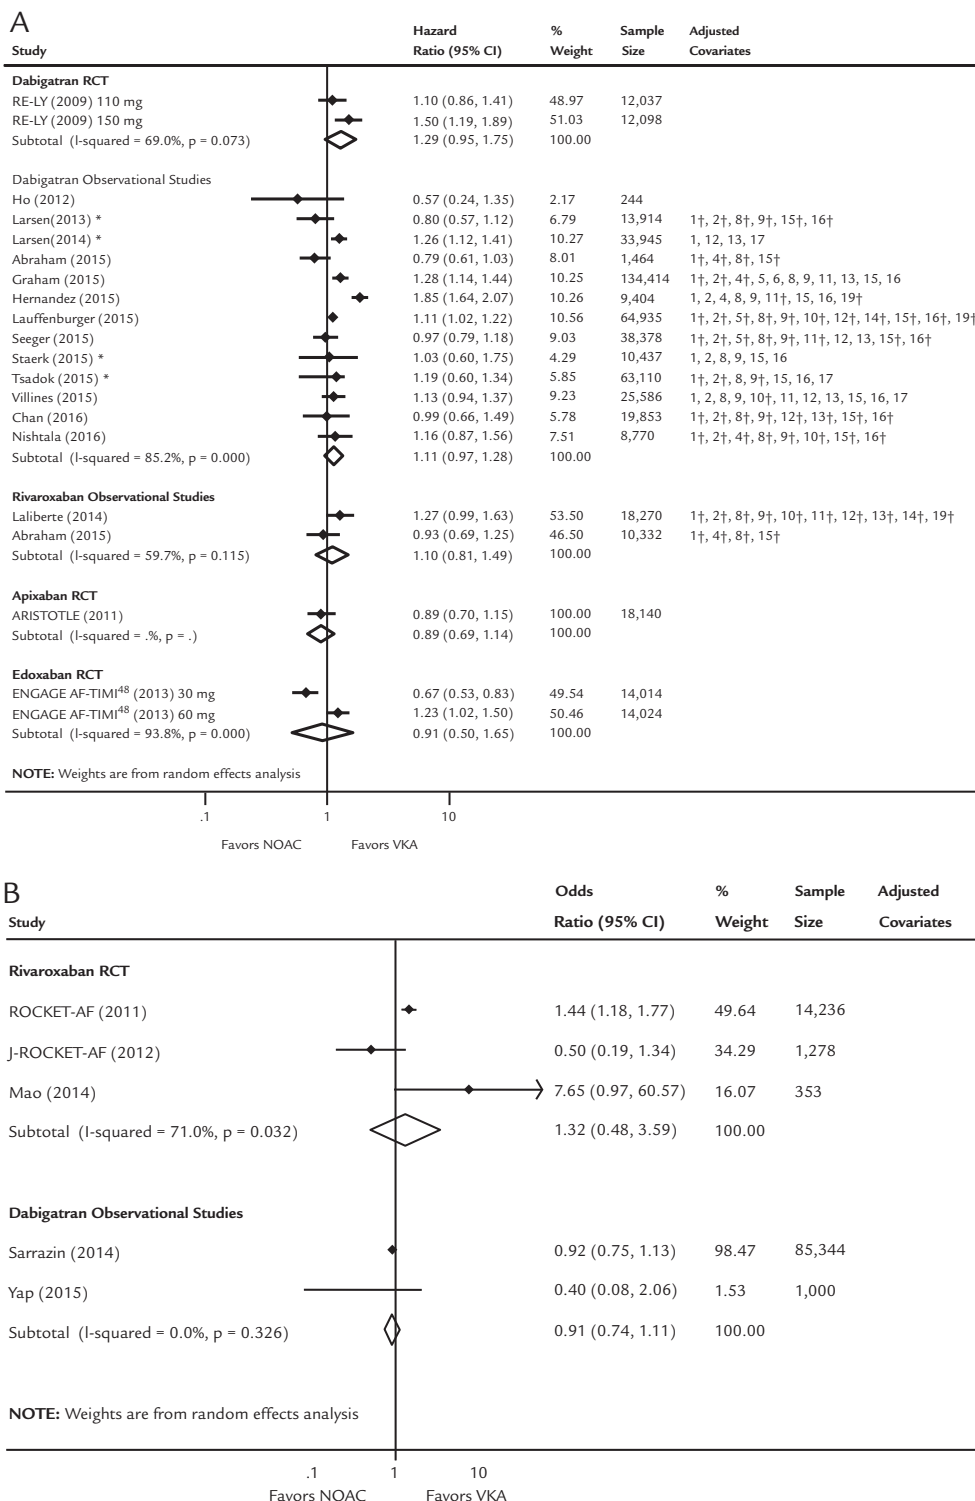 A
Hazard % Sample Adjusted
Study Ratio (95% CI) Weight Size Covariates
Dabigatran RCT
RE-LY (2009) 110 mg 1.10 (0.86, 1.41) 48.97 12,037
RE-LY (2009) 150 mg 1.50 (1.19, 1.89) 51.03 12,098
Subtotal (I-squared = 69.0%, p = 0.073) 1.29 (0.95, 1.75) 100.00
Dabigatran Observational Studies
Ho (2012) 0.57 (0.24, 1.35) 2.17 244
Larsen(2013) * 0.80 (0.57, 1.12) 6.79 13,914 1†, 2†, 8†, 9†, 15†, 16†
Larsen(2014) * 1.26 (1.12, 1.41) 10.27 33,945 1, 12, 13, 17
Abraham (2015) 0.79 (0.61, 1.03) 8.01 1,464 1†, 4†, 8†, 15†
Graham (2015) 1.28 (1.14, 1.44) 10.25 134,414 1†, 2†, 4†, 5, 6, 8, 9, 11, 13, 15, 16
Hernandez (2015) 1.85 (1.64, 2.07) 10.26 9,404 1, 2, 4, 8, 9, 11†, 15, 16, 19†
Lauffenburger (2015) 1.11 (1.02, 1.22) 10.56 64,935 1†, 2†, 5†, 8†, 9†, 10†, 12†, 14†, 15†, 16†, 19†
Seeger (2015) 0.97 (0.79, 1.18) 9.03 38,378 1†, 2†, 5†, 8†, 9†, 11†, 12, 13, 15†, 16†
Staerk (2015) * 1.03 (0.60, 1.75) 4.29 10,437 1, 2, 8, 9, 15, 16
Tsadok (2015) * 1.19 (0.60, 1.34) 5.85 63,110 1†, 2†, 8, 9†, 15, 16, 17
Villines (2015) 1.13 (0.94, 1.37) 9.23 25,586 1, 2, 8, 9, 10†, 11, 12, 13, 15, 16, 17
Chan (2016) 0.99 (0.66, 1.49) 5.78 19,853 1†, 2†, 8†, 9†, 12†, 13†, 15†, 16†
Nishtala (2016) 1.16 (0.87, 1.56) 7.51 8,770 1†, 2†, 4†, 8†, 9†, 10†, 15†, 16†
Subtotal (I-squared = 85.2%, p = 0.000) 1.11 (0.97, 1.28) 100.00
Rivaroxaban Observational Studies
Laliberte (2014) 1.27 (0.99, 1.63) 53.50 18,270 1†, 2†, 8†, 9†, 10†, 11†, 12†, 13†, 14†, 19†
Abraham (2015) 0.93 (0.69, 1.25) 46.50 10,332 1†, 4†, 8†, 15†
Subtotal (I-squared = 59.7%, p = 0.115) 1.10 (0.81, 1.49) 100.00
Apixaban RCT
ARISTOTLE (2011) 0.89 (0.70, 1.15) 100.00 18,140
Subtotal (I-squared = .%, p = .) 0.89 (0.69, 1.14) 100.00
Edoxaban RCT
ENGAGE AF-TIMI48 (2013) 30 mg 0.67 (0.53, 0.83) 49.54 14,014
ENGAGE AF-TIMI48 (2013) 60 mg 1.23 (1.02, 1.50) 50.46 14,024
Subtotal (I-squared = 93.8%, p = 0.000) 0.91 (0.50, 1.65) 100.00
NOTE: Weights are from random effects analysis
.1 1 10
Favors NOAC Favors VKA
B
Odds % Sample Adjusted
Study Ratio (95% CI) Weight Size Covariates
Rivaroxaban RCT
ROCKET-AF (2011) 1.44 (1.18, 1.77) 49.64 14,236
J-ROCKET-AF (2012) 0.50 (0.19, 1.34) 34.29 1,278
Mao (2014) 7.65 (0.97, 60.57) 16.07 353
Subtotal (I-squared = 71.0%, p = 0.032) 1.32 (0.48, 3.59) 100.00
Dabigatran Observational Studies
Sarrazin (2014) 0.92 (0.75, 1.13) 98.47 85,344
Yap (2015) 0.40 (0.08, 2.06) 1.53 1,000
Subtotal (I-squared = 0.0%, p = 0.326) 0.91 (0.74, 1.11) 100.00
NOTE: Weights are from random effects analysis
.1 1 10
Favors NOAC Favors VKA